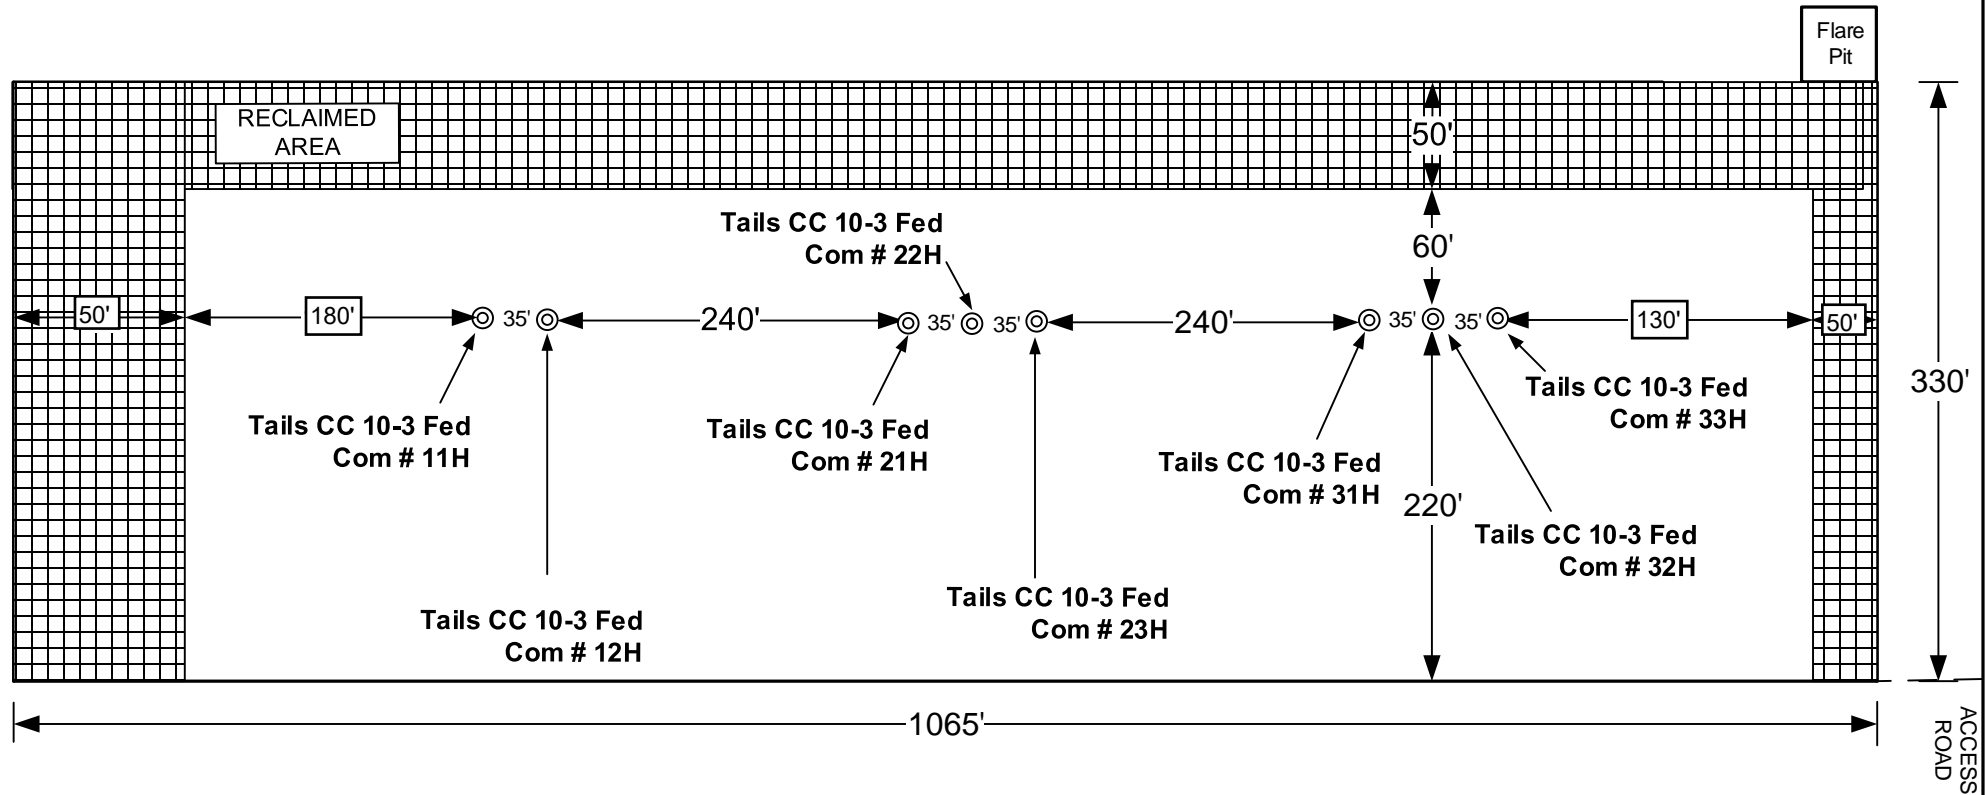 Flare
Pit
RECLAIMED
AREA
50'
Tails CC 10-3 Fed
Com # 22H
60'
50'
180'
35'
240'
35'
35'
240'
35'
35'
130'
50'
330'
Tails CC 10-3 Fed
Com # 33H
Tails CC 10-3 Fed
Com # 11H
Tails CC 10-3 Fed
Com # 21H
Tails CC 10-3 Fed
Com # 31H
220'
Tails CC 10-3 Fed
Com # 32H
Tails CC 10-3 Fed
Com # 23H
Tails CC 10-3 Fed
Com # 12H
1065'
ACCESS
ROAD